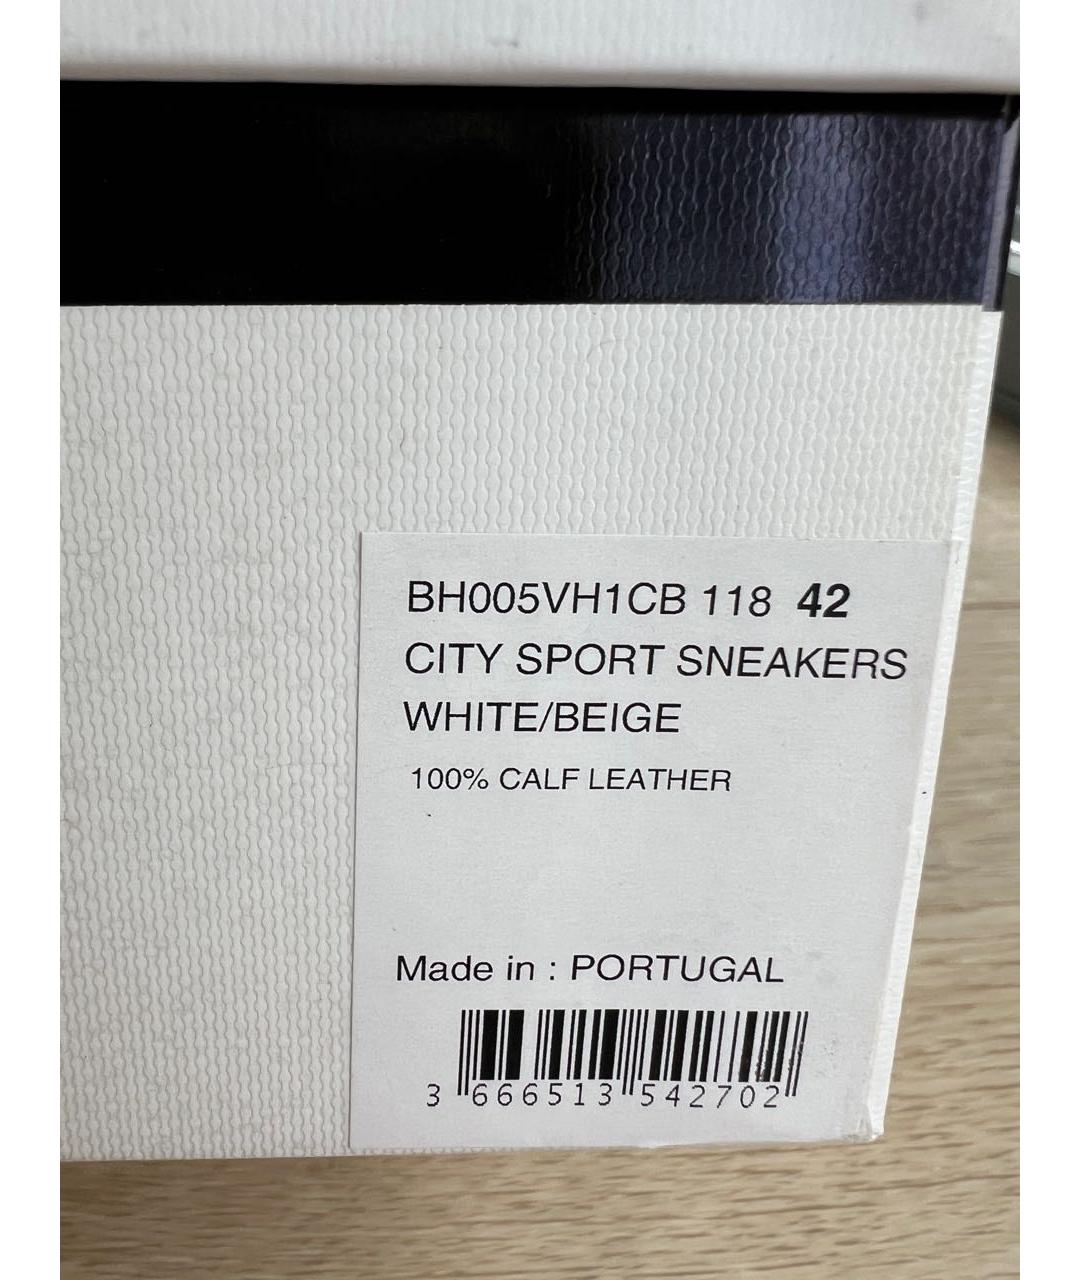 BH005VH1CB 118 42
CITY SPORT SNEAKERS
WHITE/BEIGE
100% CALF LEATHER
Made in : PORTUGAL
3 666513 542702